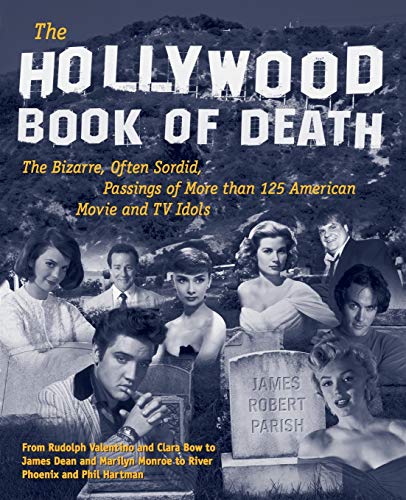 The
HOLLYWOOD
BOOK OF DEATH
The Bizarre, Often Sordid,
Passings of More than 125 American
Movie and TV Idols
JAMES
ROBERT
PARISH
From Rudolph Valentino and Clara Bow to
James Dean and Marilyn Monroe to River
Phoenix and Phil Hartman